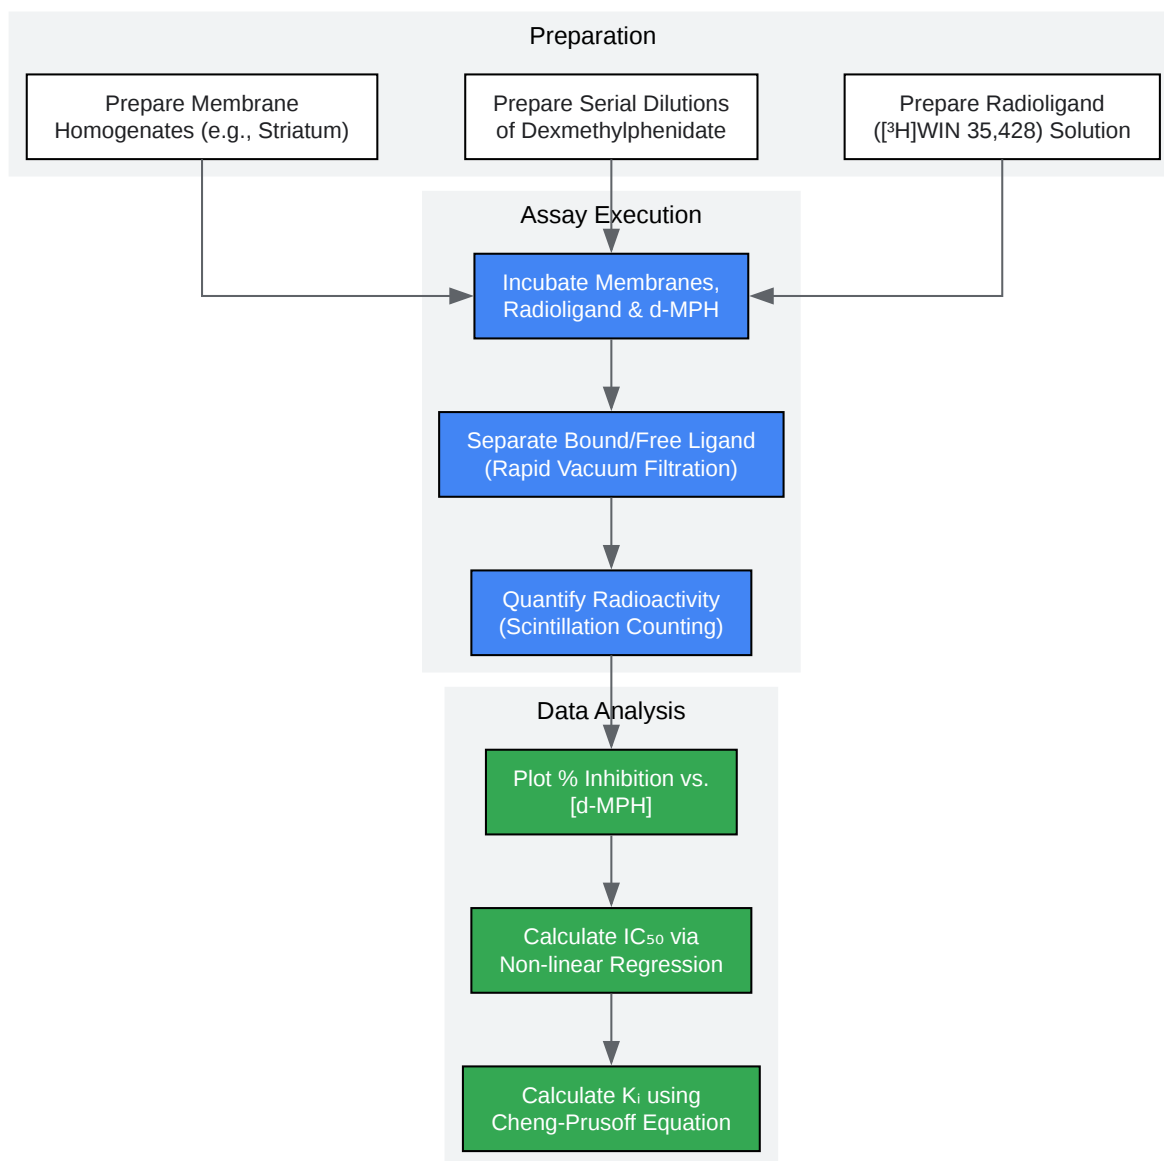 Preparation
Prepare Membrane
Homogenates (e.g., Striatum)
Prepare Serial Dilutions
of Dexmethylphenidate
Prepare Radioligand
([³H]WIN 35,428) Solution
Assay Execution
Incubate Membranes,
Radioligand & d-MPH
Separate Bound/Free Ligand
(Rapid Vacuum Filtration)
Quantify Radioactivity
(Scintillation Counting)
Data Analysis
Plot % Inhibition vs.
[d-MPH]
Calculate IC₅₀ via
Non-linear Regression
Calculate Kᵢ using
Cheng-Prusoff Equation